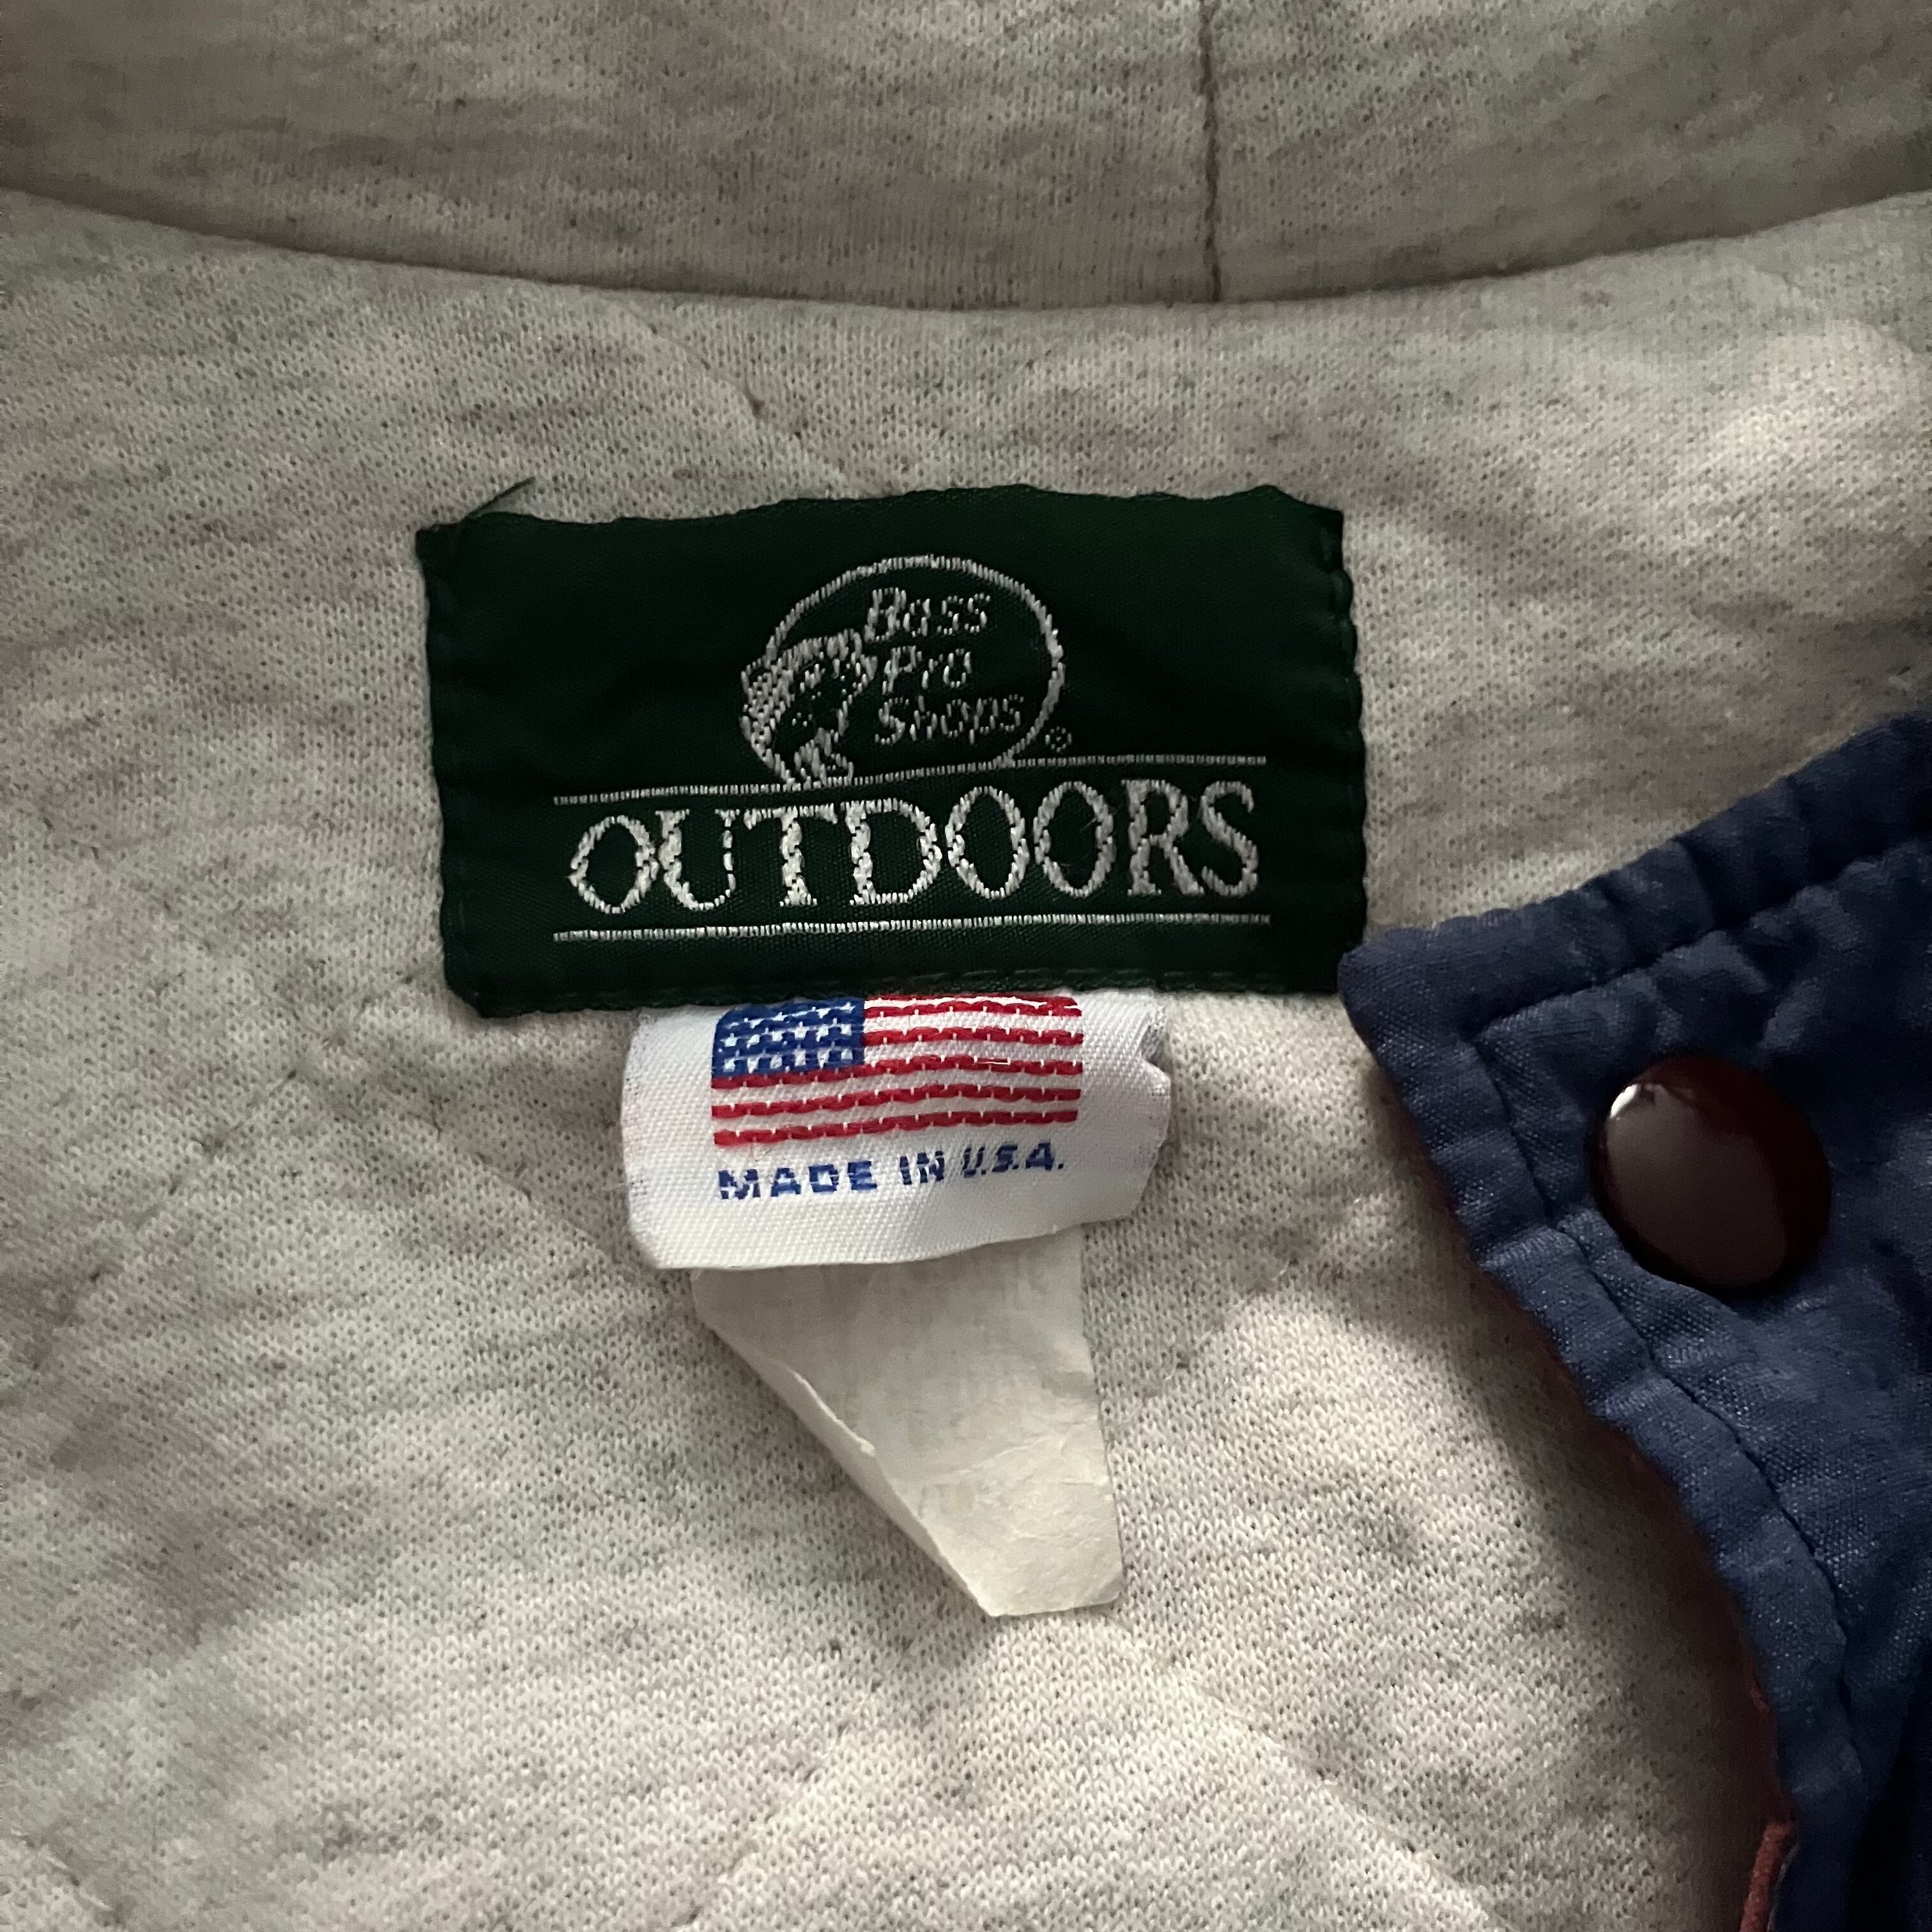 Bass
Pro
Shops®
OUTDOORS
MADE IN U.S.A.